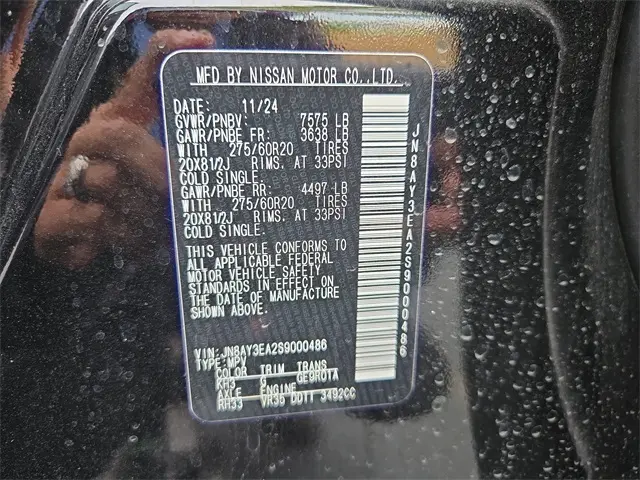 MFD BY NISSAN MOTOR CO.,LTD.
DATE: 11/24
GVWR/PNBV: 7575 LB
GAWR/PNBE FR: 3638 LB
WITH 275/60R20 TIRES
20X81/2J RIMS, AT 33PSI
COLD SINGLE.
GAWR/PNBE RR: 4497 LB
WITH 275/60R20 TIRES
20X81/2J RIMS, AT 33PSI
COLD SINGLE.
THIS VEHICLE CONFORMS TO
ALL APPLICABLE FEDERAL
MOTOR VEHICLE SAFETY
STANDARDS IN EFFECT ON
THE DATE OF MANUFACTURE
SHOWN ABOVE.
VIN:JN8AY3EA2S9000486
TYPE:MPV
COLOR TRIM TRANS
KH3 G GE9R01A
AXLE ENGINE
RH33 VR35 DDTT 3492CC
JN8AY3EA2S9000486